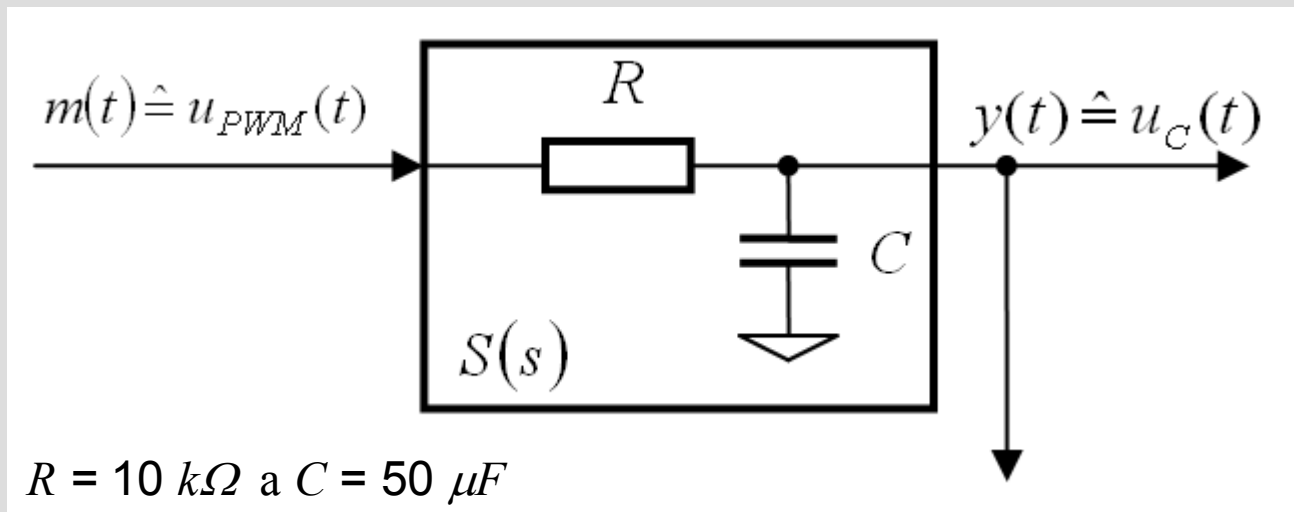 m(t) ≙ u_PWM(t)
R
y(t) ≙ u_C(t)
C
S(s)
R = 10 kΩ a C = 50 μF